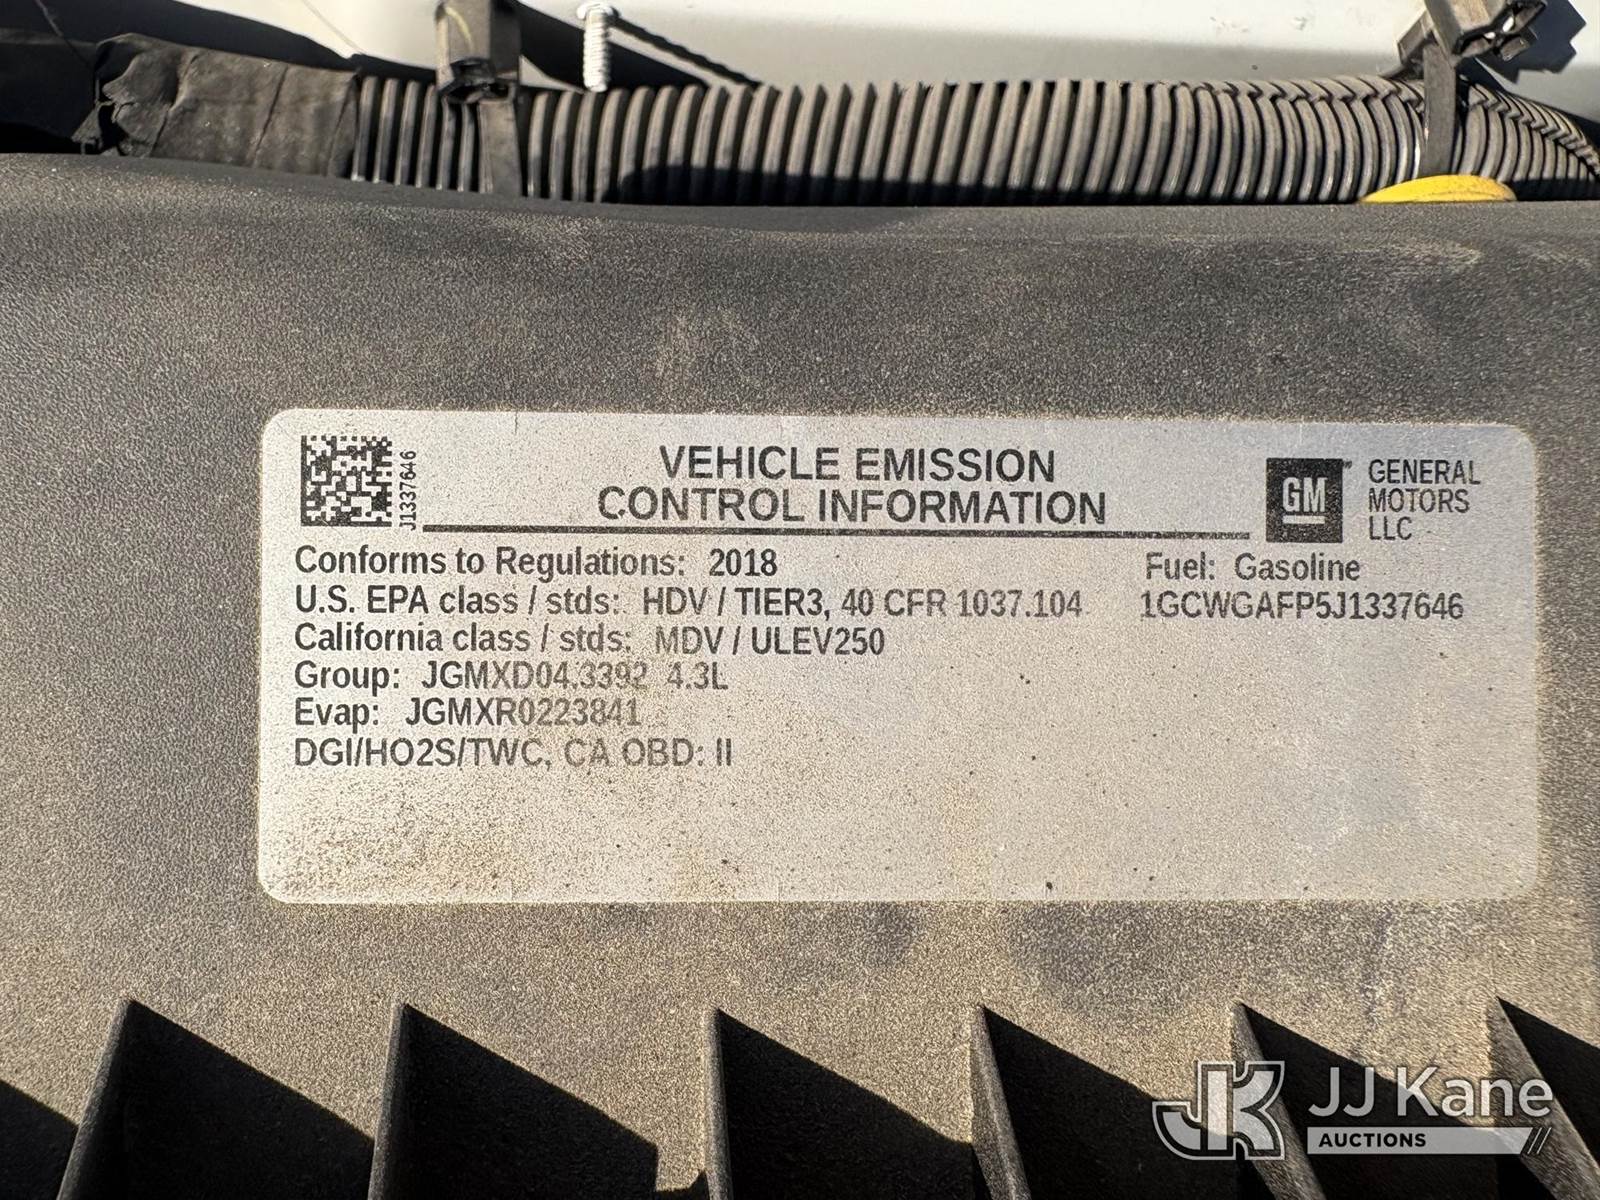 J1337646
VEHICLE EMISSION
CONTROL INFORMATION
GM
GENERAL
MOTORS
LLC
Conforms to Regulations: 2018
Fuel: Gasoline
U.S. EPA class / stds: HDV / TIER3, 40 CFR 1037.104
1GCWGAFP5J1337646
California class / stds: MDV / ULEV250
Group: JGMXD04.3392 4.3L
Evap: JGMXR0223841
DGI/HO2S/TWC, CA OBD: II
JK
JJ Kane
AUCTIONS